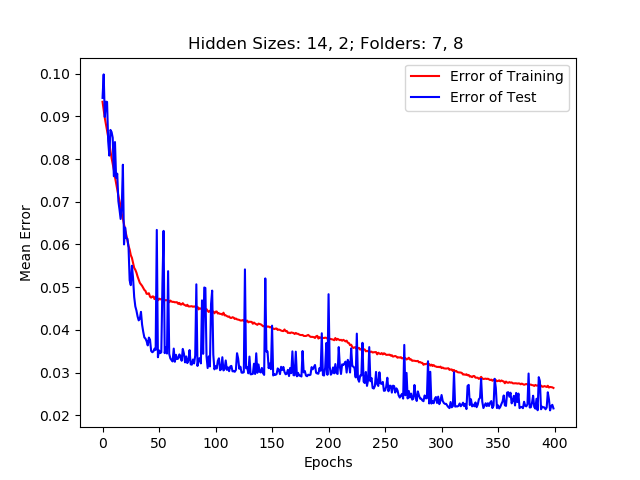 Hidden Sizes: 14, 2; Folders: 7, 8
Error of Training
Error of Test
Mean Error
0.10
0.09
0.08
0.07
0.06
0.05
0.04
0.03
0.02
0 50 100 150 200 250 300 350 400
Epochs